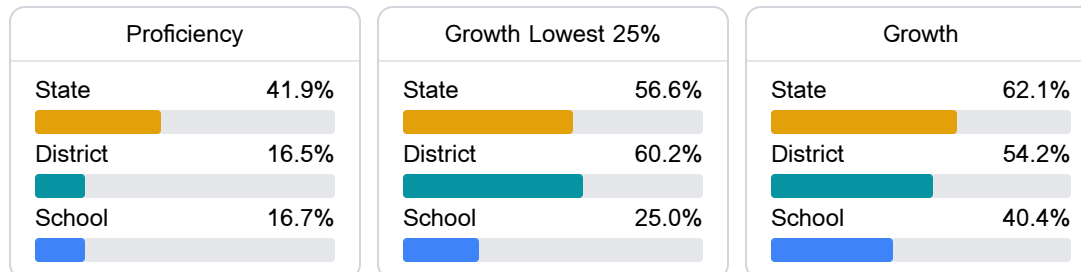 Proficiency
State 41.9%
District 16.5%
School 16.7%
Growth Lowest 25%
State 56.6%
District 60.2%
School 25.0%
Growth
State 62.1%
District 54.2%
School 40.4%